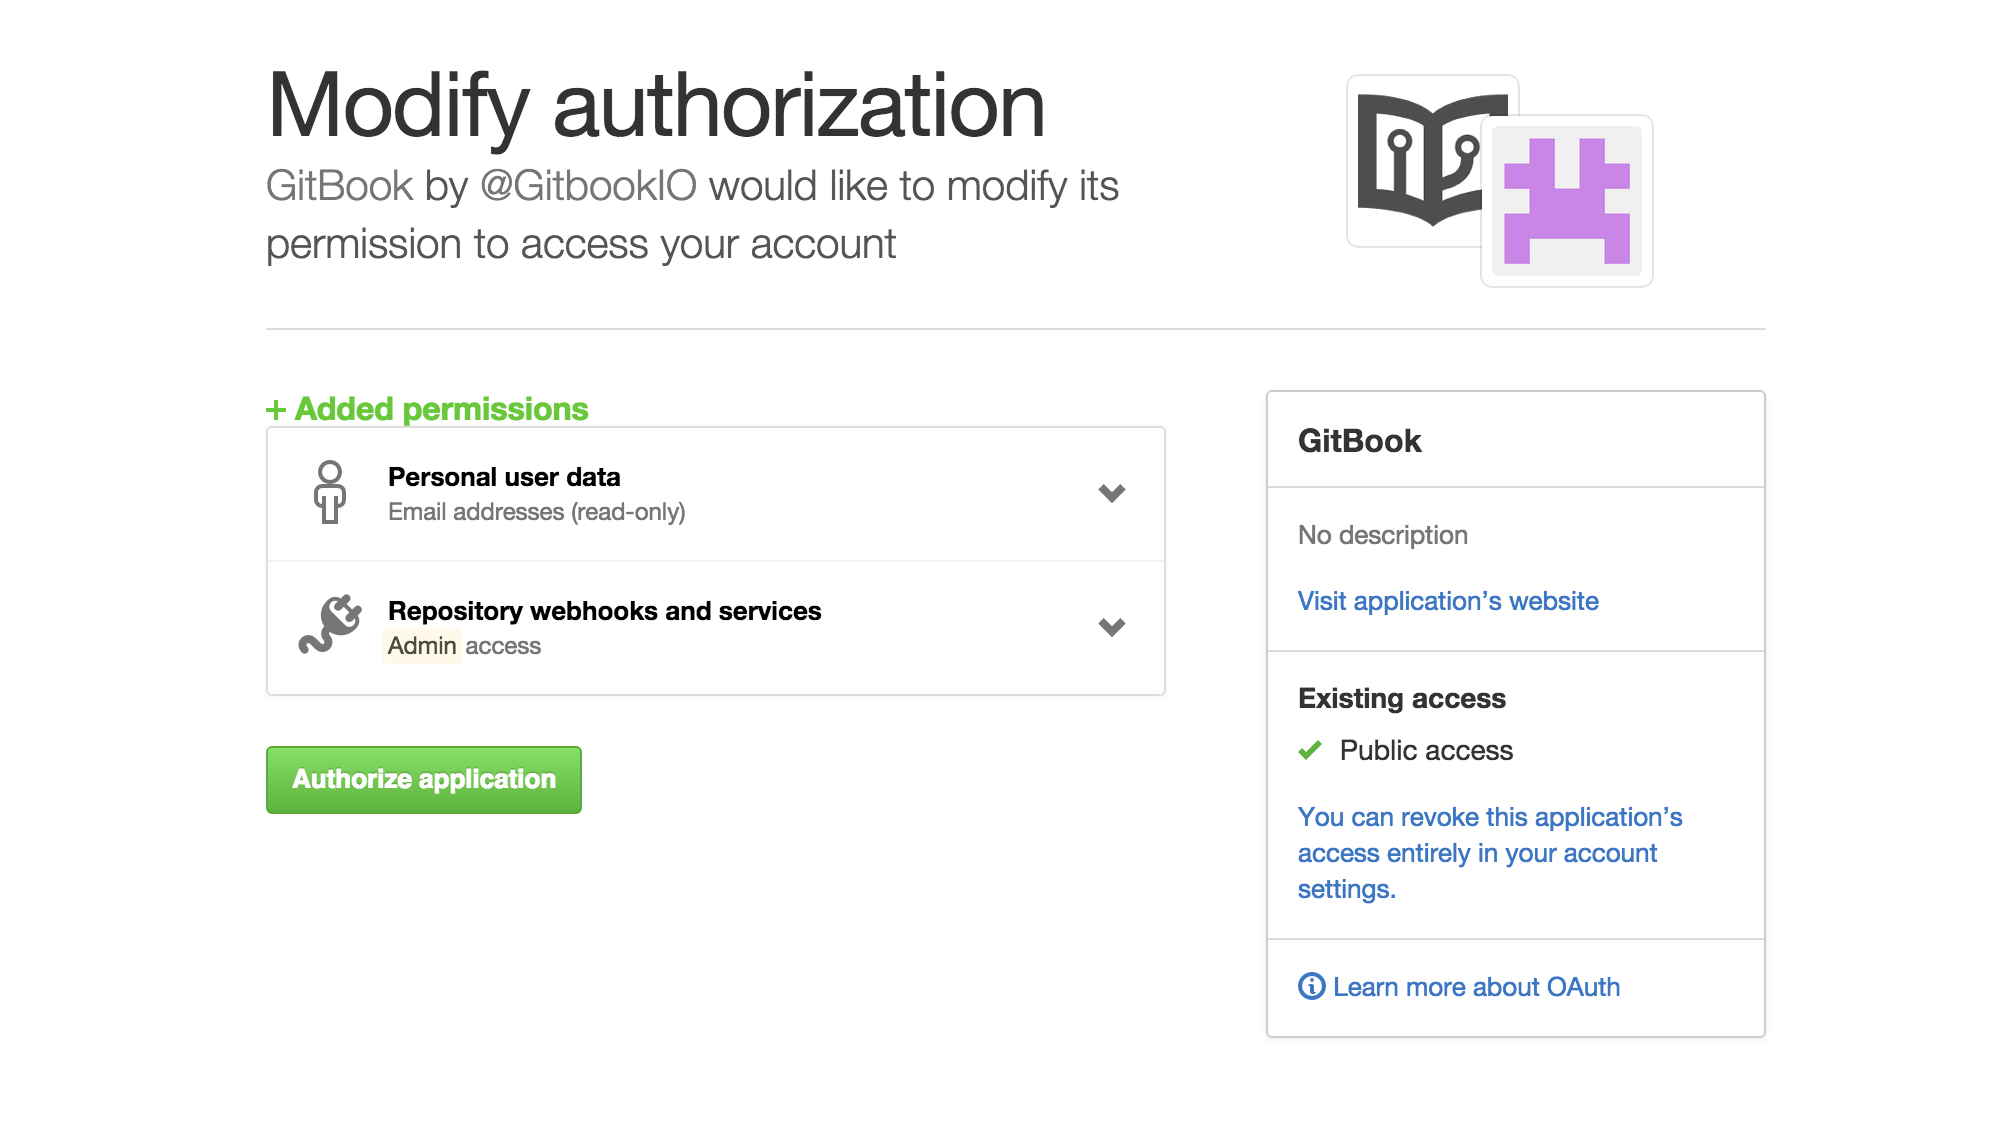 Modify authorization
GitBook by @GitbookIO would like to modify its
permission to access your account
+ Added permissions
Personal user data
Email addresses (read-only)
Repository webhooks and services
Admin access
Authorize application
GitBook
No description
Visit application’s website
Existing access
Public access
You can revoke this application’s
access entirely in your account
settings.
Learn more about OAuth